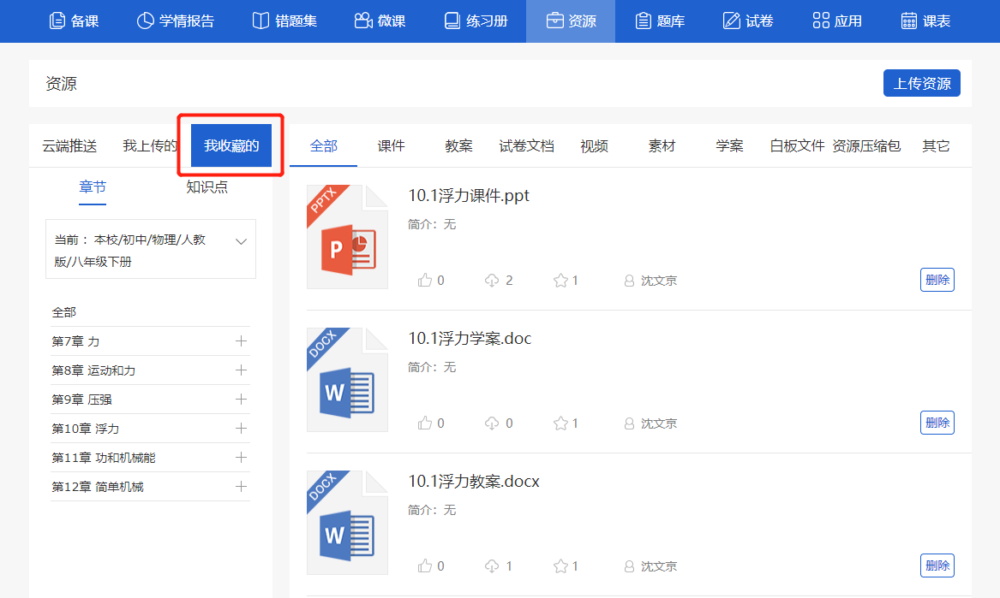 备课 学情报告 错题集 微课 练习册 资源 题库 试卷 应用 课表
资源
上传资源
云端推送 我上传的 我收藏的
章节 知识点
当前： 本校/初中/物理/人教
版/八年级下册
全部
第7章 力
第8章 运动和力
第9章 压强
第10章 浮力
第11章 功和机械能
第12章 简单机械
全部 课件 教案 试卷文档 视频 素材 学案 白板文件 资源压缩包 其它
PPTX
P
10.1浮力课件.ppt
简介：无
0 2 1 沈文京
删除
DOCX
W
10.1浮力学案.doc
简介：无
0 0 1 沈文京
删除
DOCX
W
10.1浮力教案.docx
简介：无
0 1 1 沈文京
删除